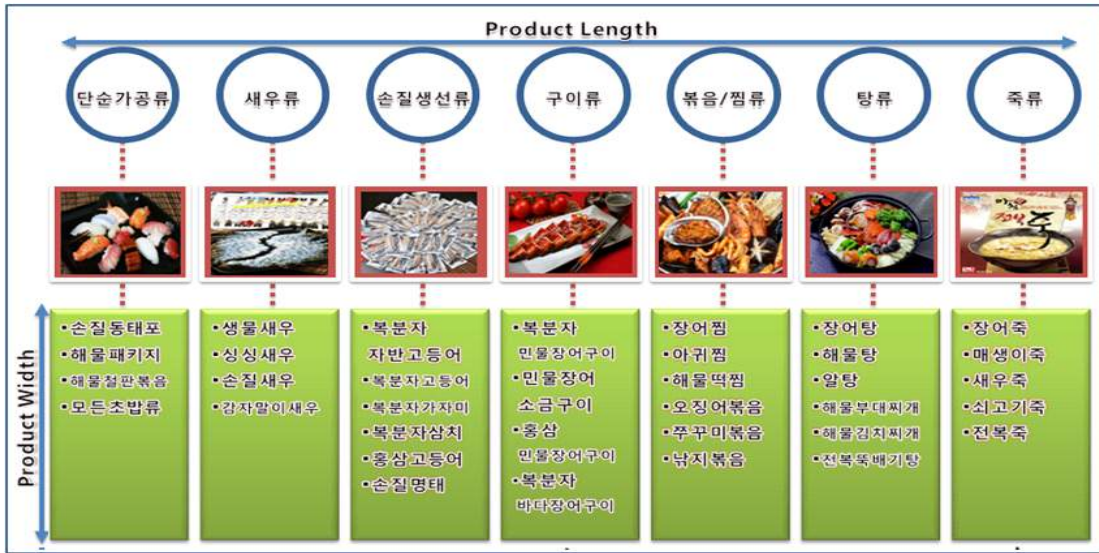 Product Length
단순가공류
새우류
손질생선류
구이류
볶음/찜류
탕류
죽류
Product Width
▪손질동태포
▪해물패키지
▪해물철판볶음
▪모든초밥류
▪생물새우
▪싱싱새우
▪손질새우
▪감자말이새우
▪복분자
자반고등어
▪복분자고등어
▪복분자가자미
▪복분자삼치
▪홍삼고등어
▪손질명태
▪복분자
민물장어구이
▪민물장어
소금구이
▪홍삼
민물장어구이
▪복분자
바다장어구이
▪장어찜
▪아귀찜
▪해물떡찜
▪오징어볶음
▪쭈꾸미볶음
▪낚지볶음
▪장어탕
▪해물탕
▪알탕
▪해물부대찌개
▪해물김치찌개
▪전복뚝배기탕
▪장어죽
▪매생이죽
▪새우죽
▪쇠고기죽
▪전복죽
죽